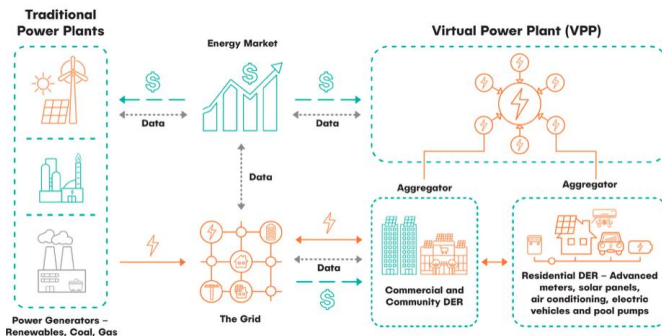 Traditional
Power Plants
Energy Market
Virtual Power Plant (VPP)
$
$
$
Data
Data
Data
Aggregator
Aggregator
Data
$
Power Generators –
Renewables, Coal, Gas
The Grid
Commercial and
Community DER
Residential DER – Advanced
meters, solar panels,
air conditioning, electric
vehicles and pool pumps